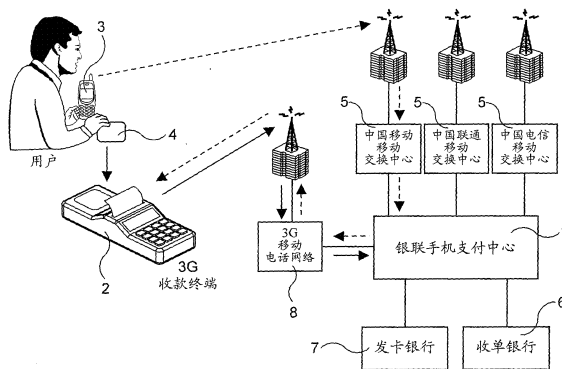 3
4
用户
2
3G
收款终端
3G
移动
电话网络
8
5
5
5
中国移动
移动
交换中心
中国联通
移动
交换中心
中国电信
移动
交换中心
银联手机支付中心
7
发卡银行
收单银行
6